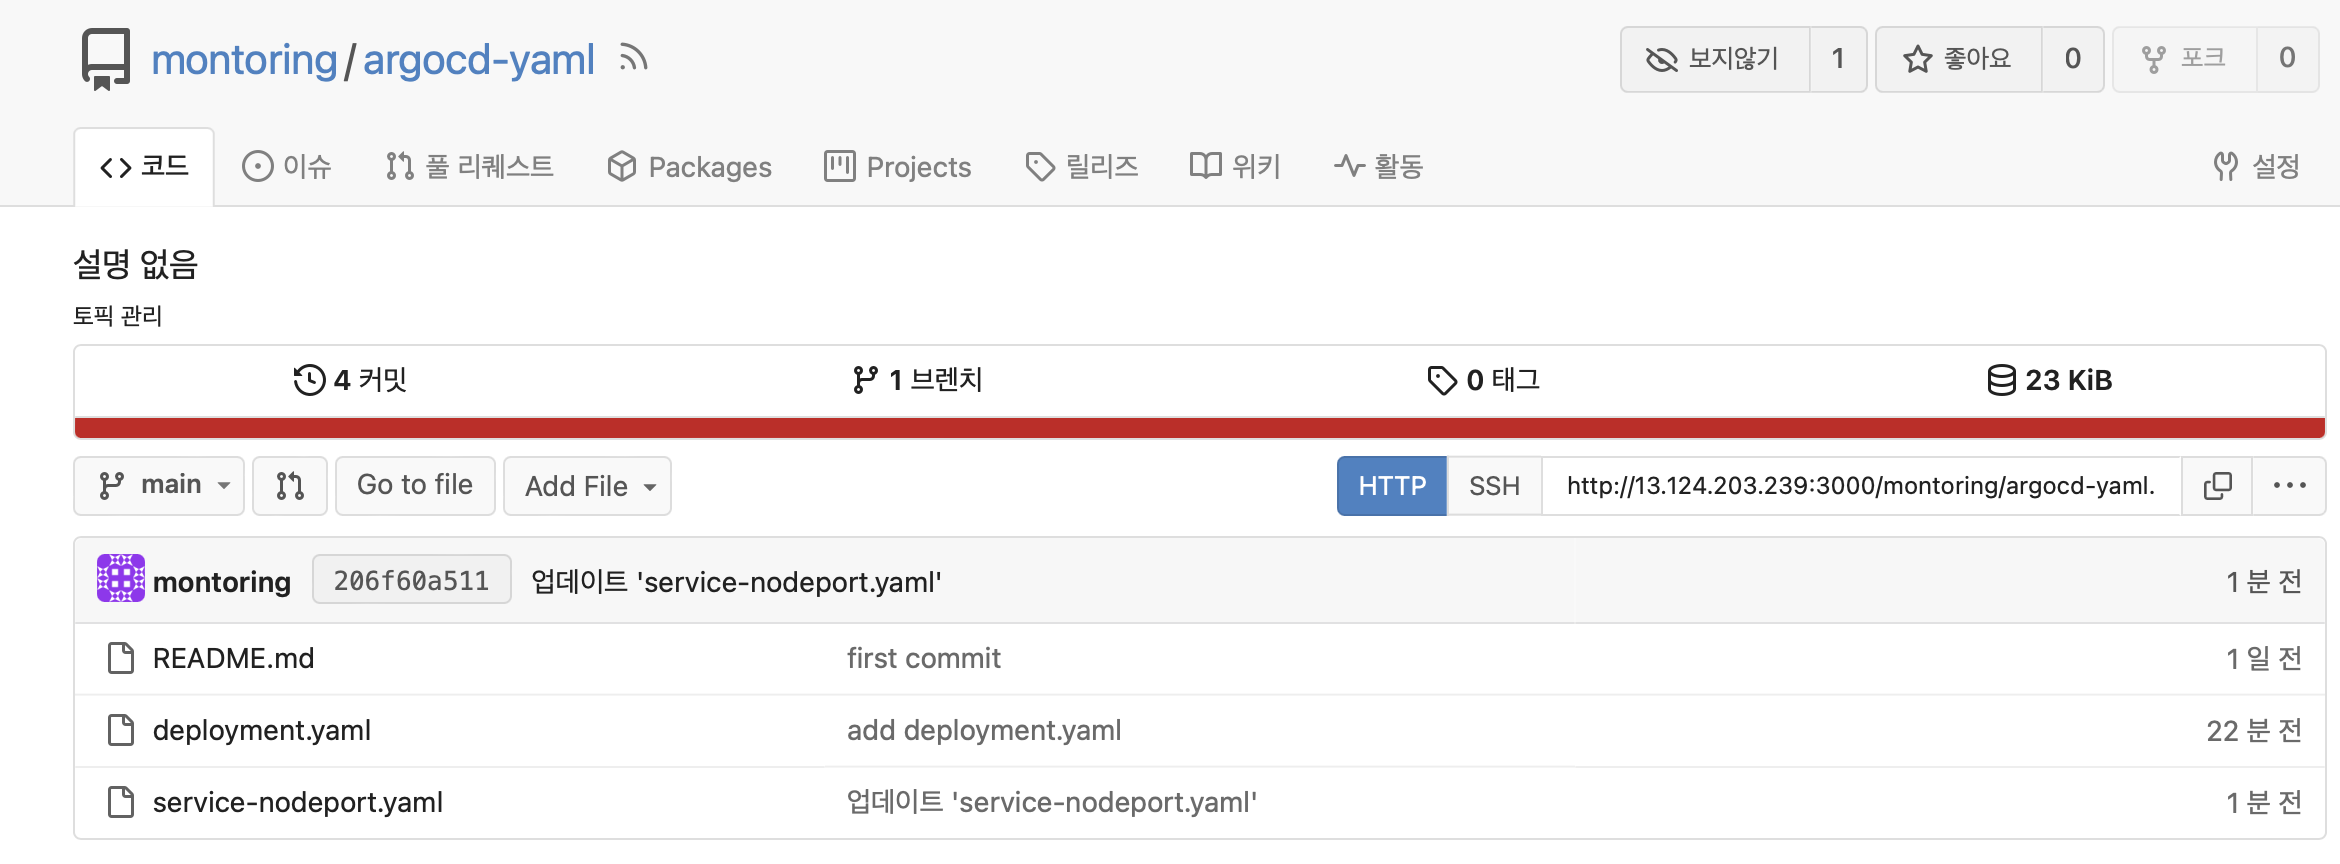 montoring/argocd-yaml
보지않기 1 좋아요 0 포크 0
코드 이슈 풀 리퀘스트 Packages Projects 릴리즈 위키 활동 설정
설명 없음
토픽 관리
4 커밋 1 브렌치 0 태그 23 KiB
main Go to file Add File HTTP SSH http://13.124.203.239:3000/montoring/argocd-yaml.
montoring 206f60a511 업데이트 'service-nodeport.yaml' 1 분 전
README.md first commit 1 일 전
deployment.yaml add deployment.yaml 22 분 전
service-nodeport.yaml 업데이트 'service-nodeport.yaml' 1 분 전